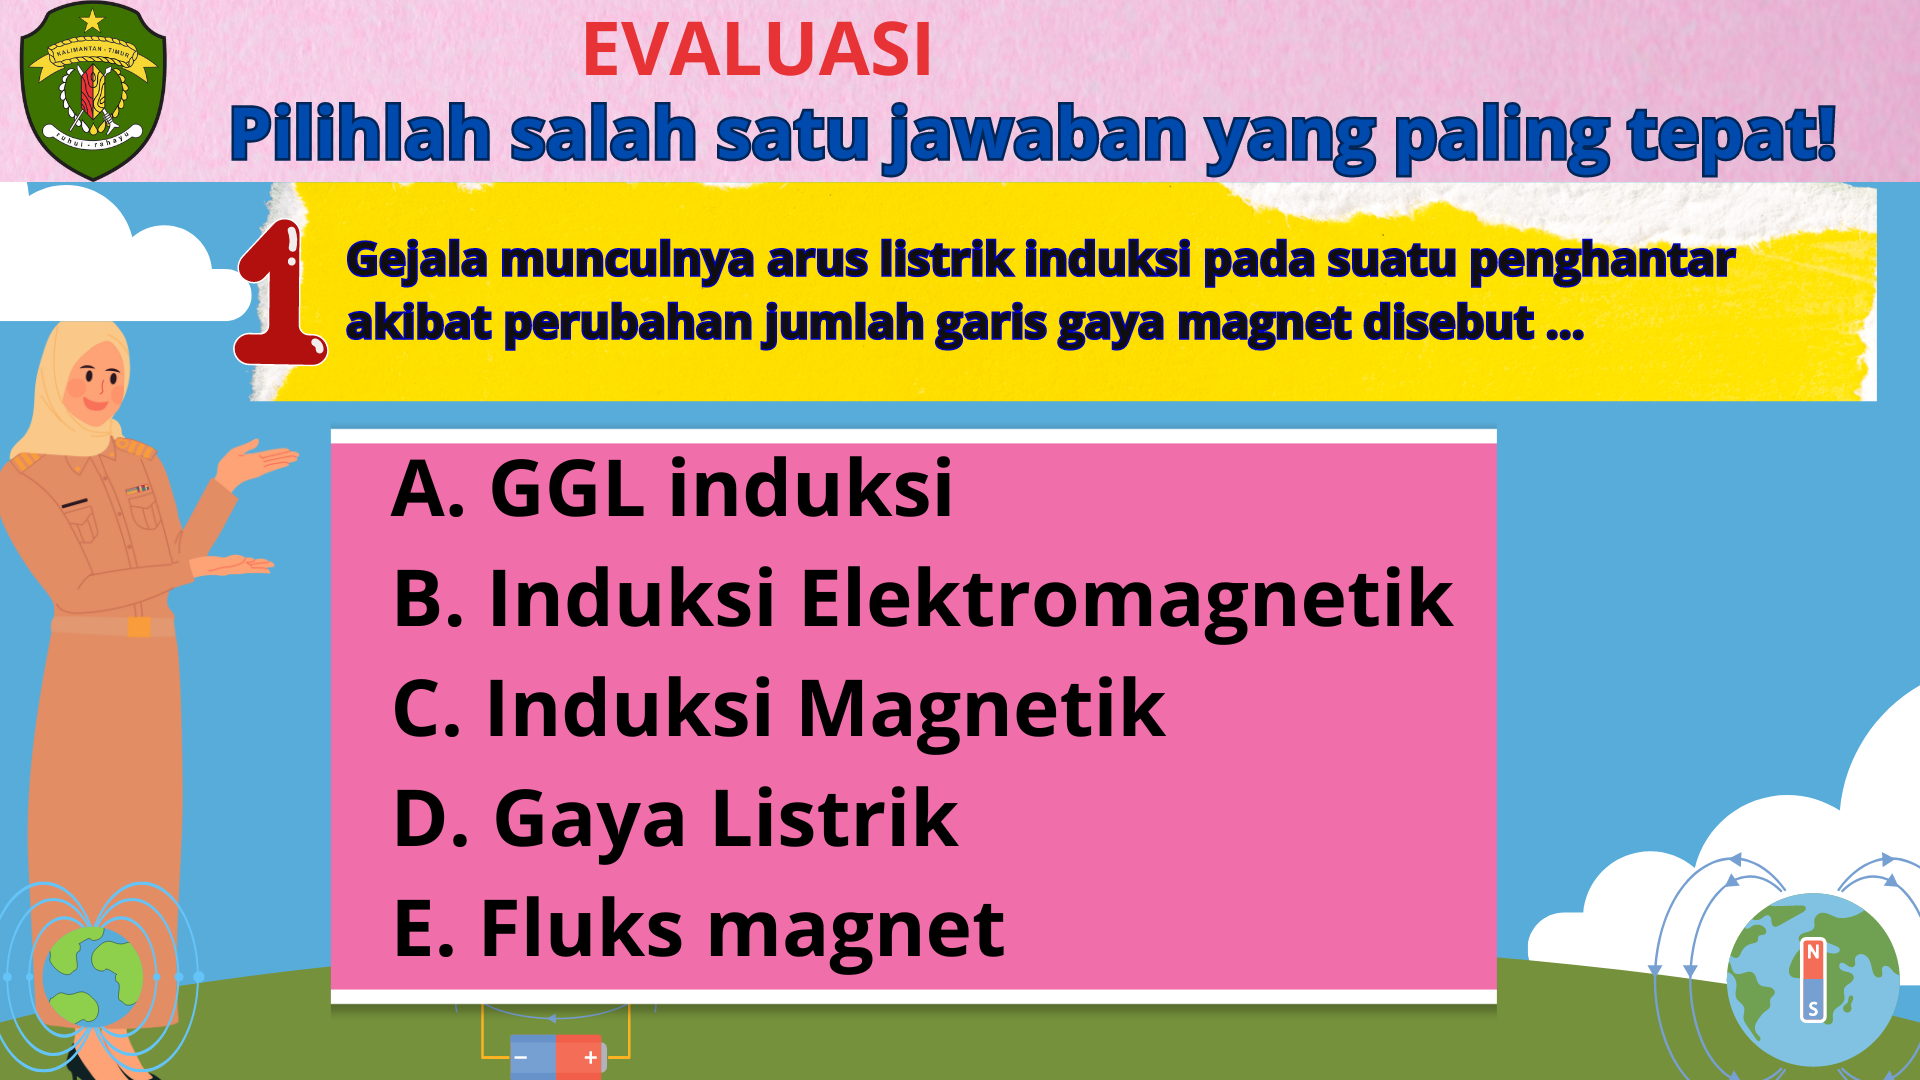 EVALUASI
Pilihlah salah satu jawaban yang paling tepat!
KALIMANTAN - TIMUR
ruhui - rahayu
1
Gejala munculnya arus listrik induksi pada suatu penghantar
akibat perubahan jumlah garis gaya magnet disebut ...
A. GGL induksi
B. Induksi Elektromagnetik
C. Induksi Magnetik
D. Gaya Listrik
E. Fluks magnet
N
S
− +